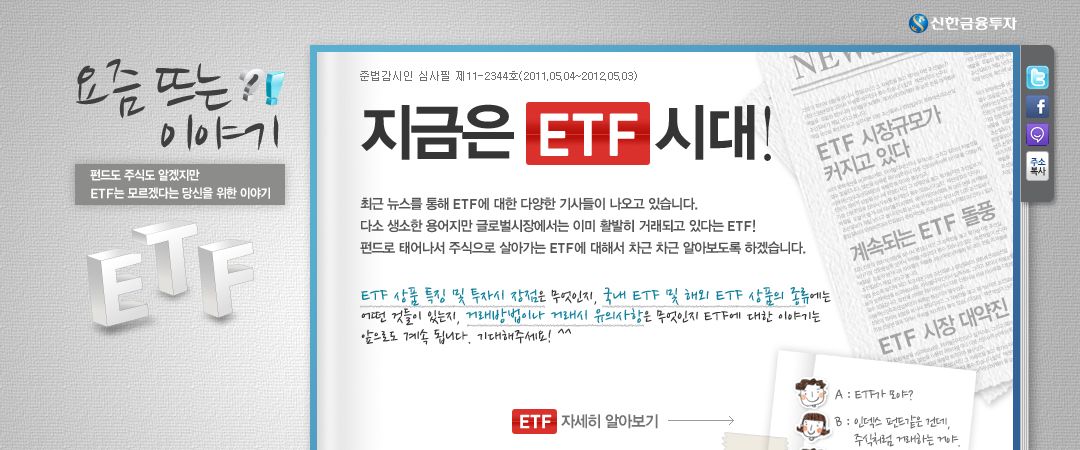 신한금융투자
요즘 뜨는?!
이야기
펀드도 주식도 알겠지만
ETF는 모르겠다는 당신을 위한 이야기
ETF
준법감시인 심사필 제11-2344호(2011.05.04~2012.05.03)
지금은 ETF 시대!
최근 뉴스를 통해 ETF에 대한 다양한 기사들이 나오고 있습니다.
다소 생소한 용어지만 글로벌시장에서는 이미 활발히 거래되고 있다는 ETF!
펀드로 태어나서 주식으로 살아가는 ETF에 대해서 차근 차근 알아보도록 하겠습니다.
ETF 상품 특징 및 투자시 장점은 무엇인지, 국내 ETF 및 해외 ETF 상품의 종류에는
어떤 것들이 있는지, 거래방법이나 거래시 유의사항은 무엇인지 ETF에 대한 이야기는
앞으로도 계속 됩니다. 기대해주세요! ^^
ETF 자세히 알아보기
ETF 시장규모가
커지고 있다
계속되는 ETF 돌풍
ETF 시장 대약진
A : ETF가 모야?
B : 인덱스 펀드같은 건데,
주식처럼 거래하는 거야.
주소
복사